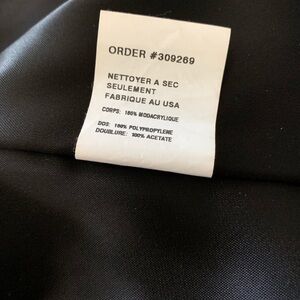 ORDER #309269
NETTOYER A SEC
SEULEMENT
FABRIQUE AU USA
CORPS: 100% MODACRYLIQUE
DOS: 100% POLYPROPYLENE
DOUBLURE: 100% ACETATE